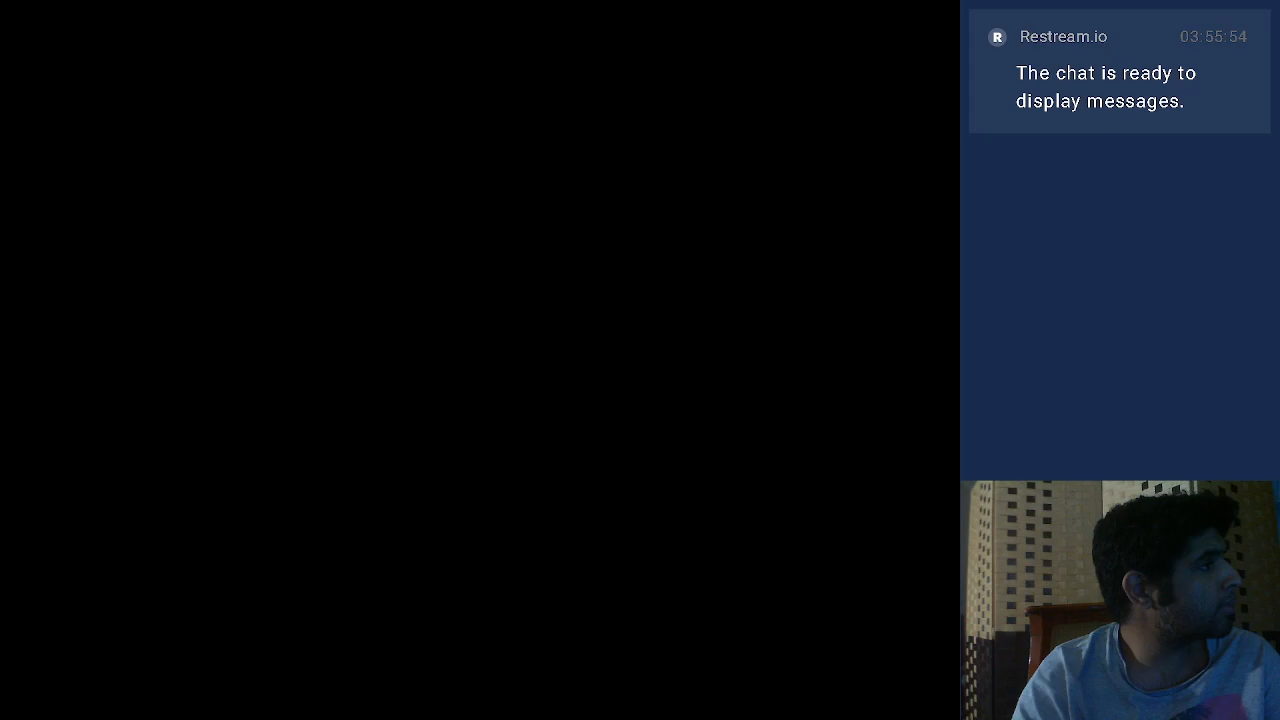 R Restream.io 03:55:54
The chat is ready to
display messages.